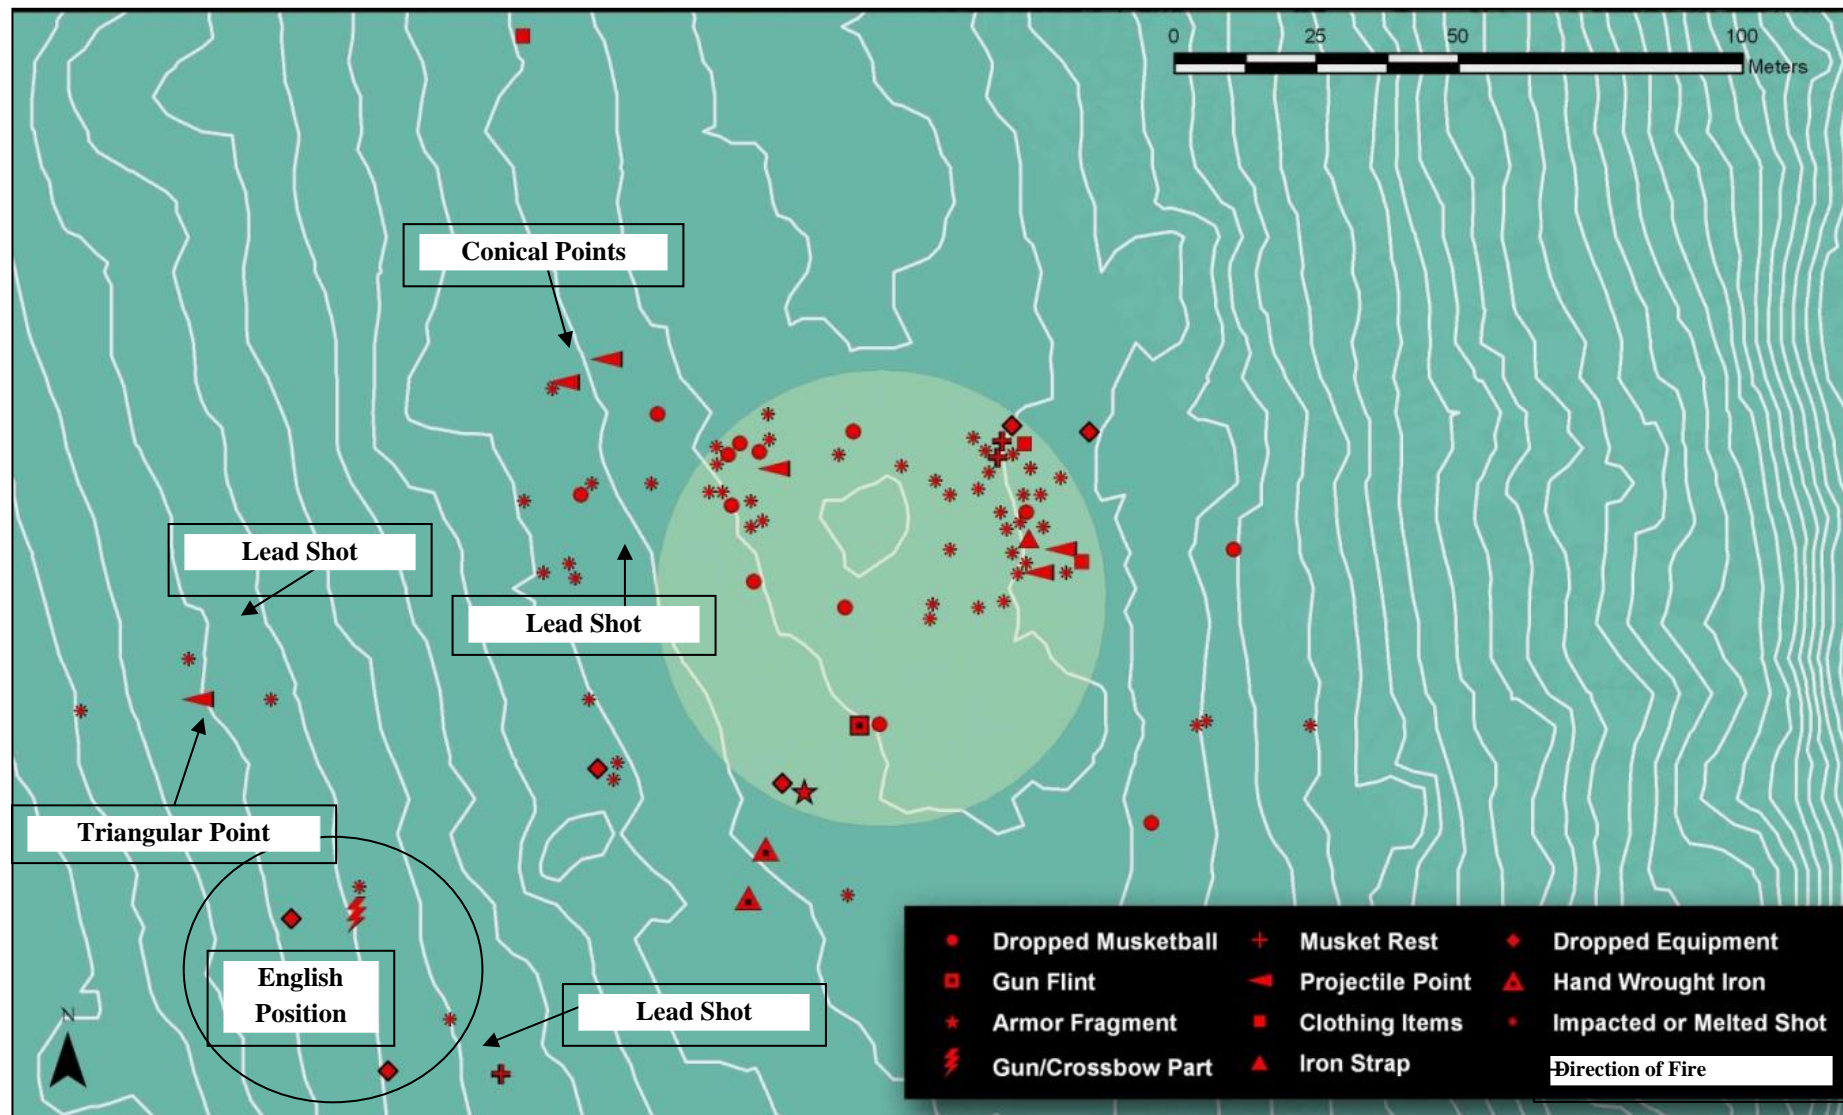 0 25 50 100
Meters
Conical Points
Lead Shot
Lead Shot
Triangular Point
English
Position
Lead Shot
N
Dropped Musketball
Musket Rest
Dropped Equipment
Gun Flint
Projectile Point
Hand Wrought Iron
Armor Fragment
Clothing Items
Impacted or Melted Shot
Gun/Crossbow Part
Iron Strap
Direction of Fire